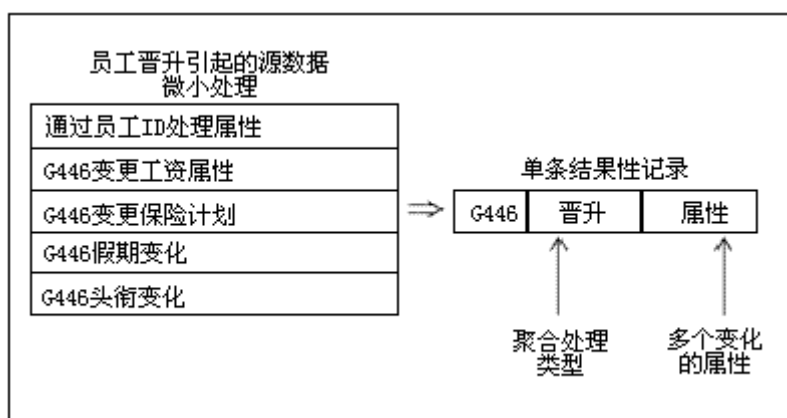 员工晋升引起的源数据
微小处理
通过员工ID处理属性
G446变更工资属性
G446变更保险计划
G446假期变化
G446头衔变化
单条结果性记录
G446 晋升 属性
聚合处理
类型
多个变化
的属性